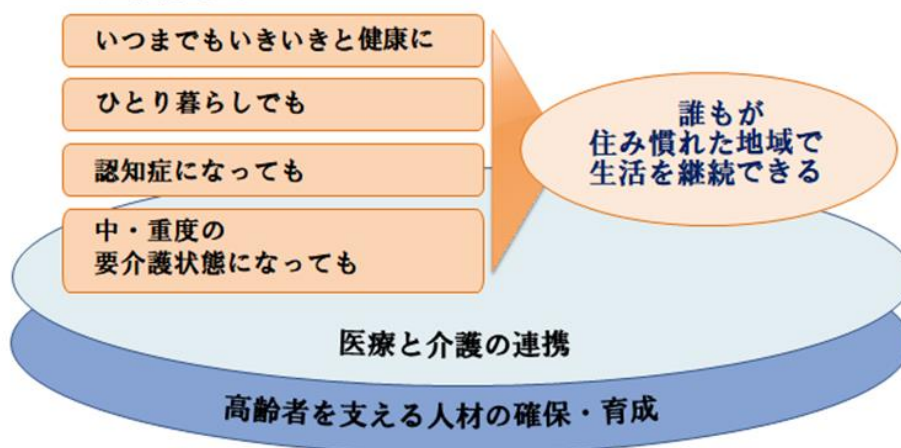 いつまでもいきいきと健康に
ひとり暮らしでも
認知症になっても
中・重度の
要介護状態になっても
誰もが
住み慣れた地域で
生活を継続できる
医療と介護の連携
高齢者を支える人材の確保・育成